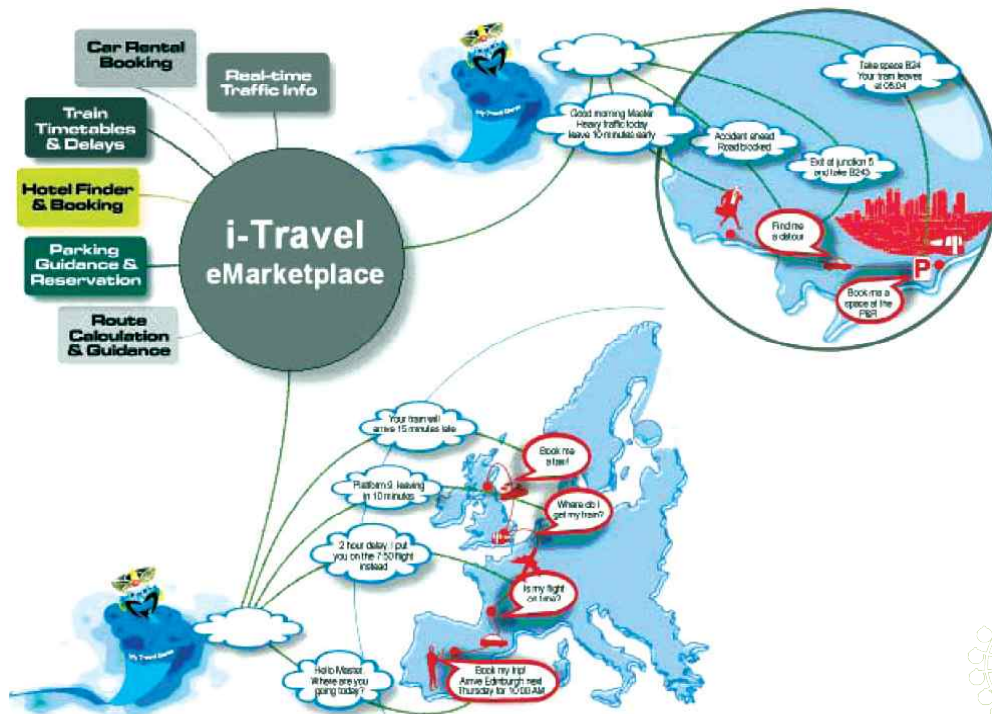 Car Rental
Booking
Real-time
Traffic Info
Train
Timetables
& Delays
Hotel Finder
& Booking
Parking
Guidance &
Reservation
Route
Calculation
& Guidance
i-Travel
eMarketplace
Good morning Master
Heavy traffic today
leave 10 minutes early
Accident ahead
Road blocked
Take space B24
Your train leaves
at 08.04
Exit at junction 5
and take B243
Find me
a detour
P
Book me a
space at the
P&R
Your train will
arrive 15 minutes late
Book me
a taxi!
Platform 9, leaving
in 10 minutes
Where do I
get my train?
2 hour delay, I put
you on the 7:50 flight
instead
Is my flight
on time?
Hello Master.
Where are you
going today?
Book my trip!
Arrive Edinburgh next
Thursday for 10:00 AM